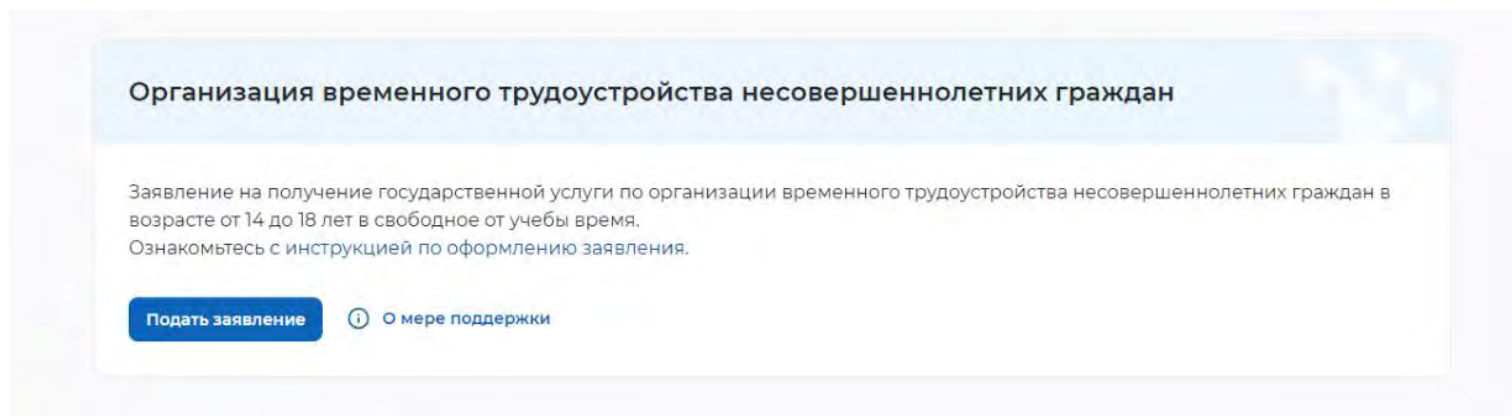 Организация временного трудоустройства несовершеннолетних граждан
Заявление на получение государственной услуги по организации временного трудоустройства несовершеннолетних граждан в
возрасте от 14 до 18 лет в свободное от учебы время.
Ознакомьтесь с инструкцией по оформлению заявления.
Подать заявление О мере поддержки